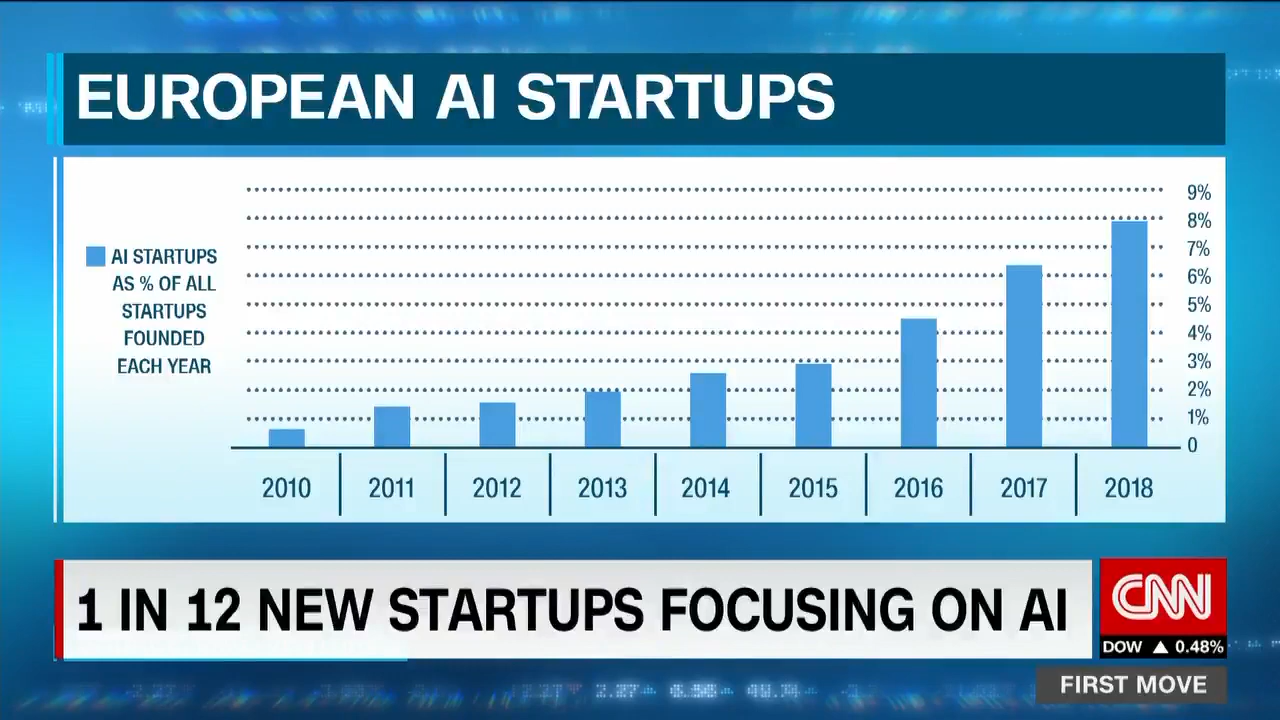 EUROPEAN AI STARTUPS
AI STARTUPS
AS % OF ALL
STARTUPS
FOUNDED
EACH YEAR
9%
8%
7%
6%
5%
4%
3%
2%
1%
0
2010 2011 2012 2013 2014 2015 2016 2017 2018
1 IN 12 NEW STARTUPS FOCUSING ON AI
CNN
DOW ▲ 0.48%
FIRST MOVE